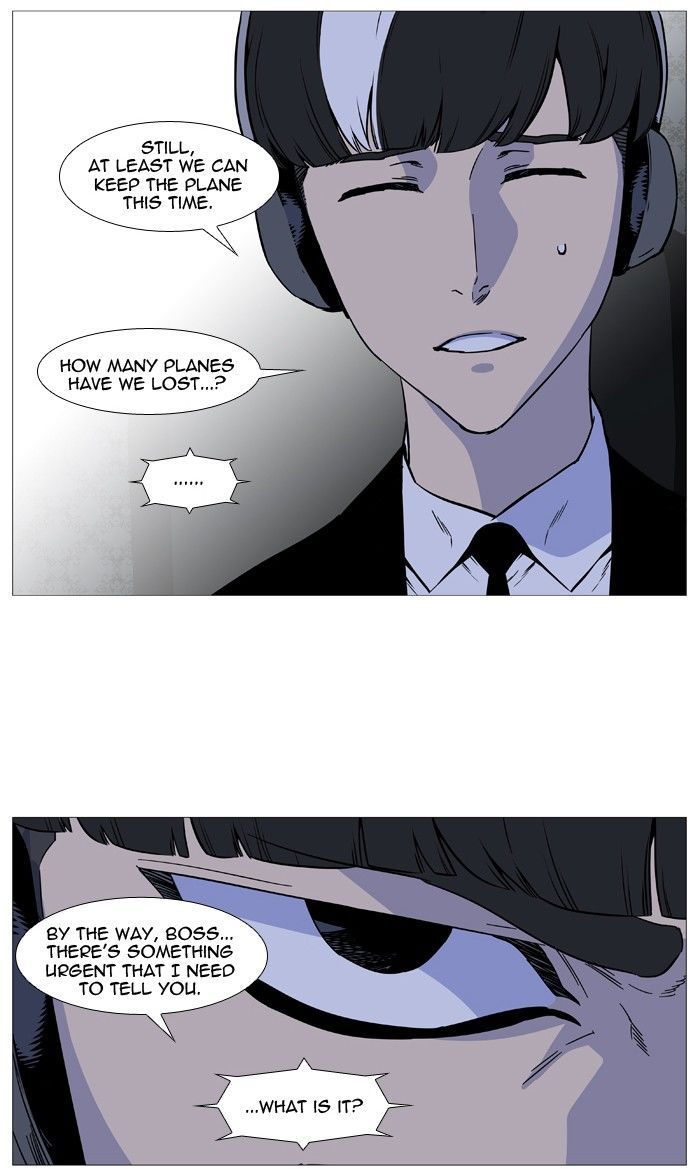 STILL,
AT LEAST WE CAN
KEEP THE PLANE
THIS TIME.
HOW MANY PLANES
HAVE WE LOST...?
......
BY THE WAY, BOSS...
THERE'S SOMETHING
URGENT THAT I NEED
TO TELL YOU.
...WHAT IS IT?